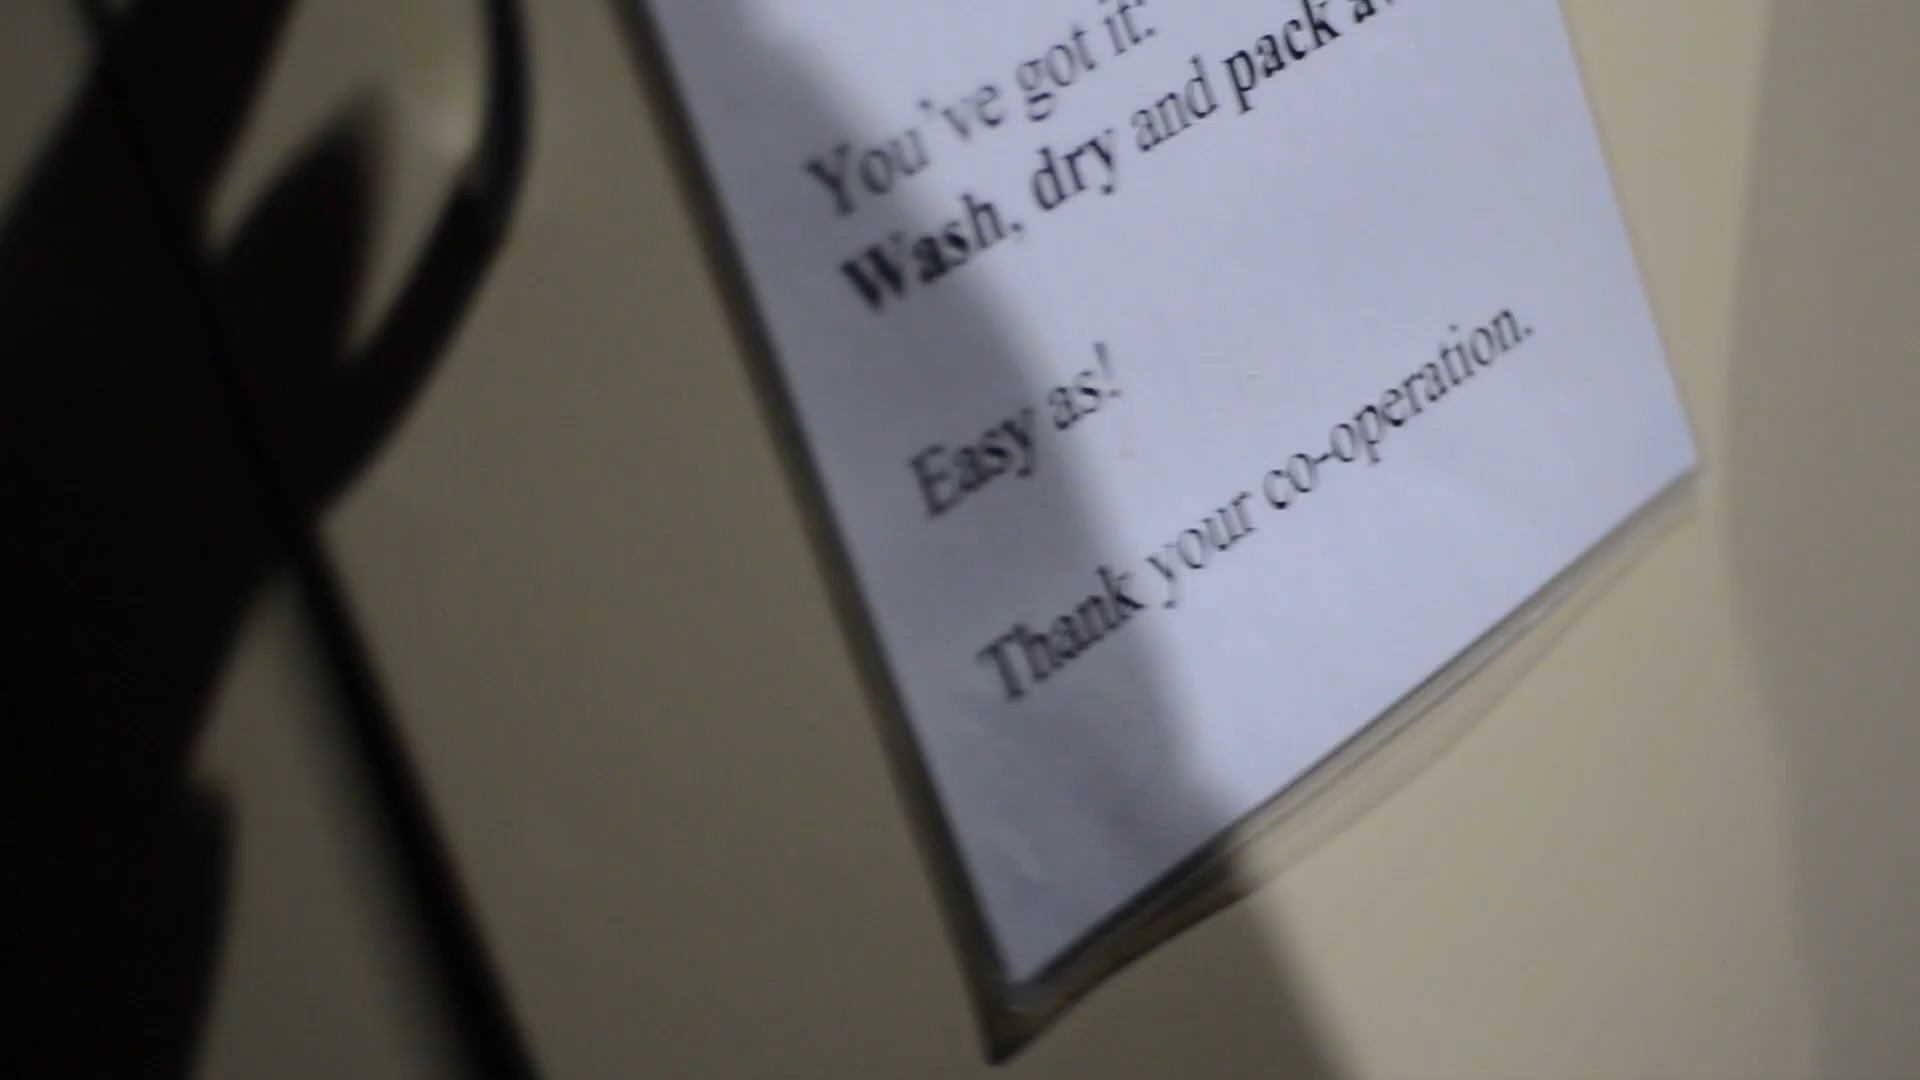 You've got it.
Wash, dry and pack
Easy as!
Thank your co-operation.